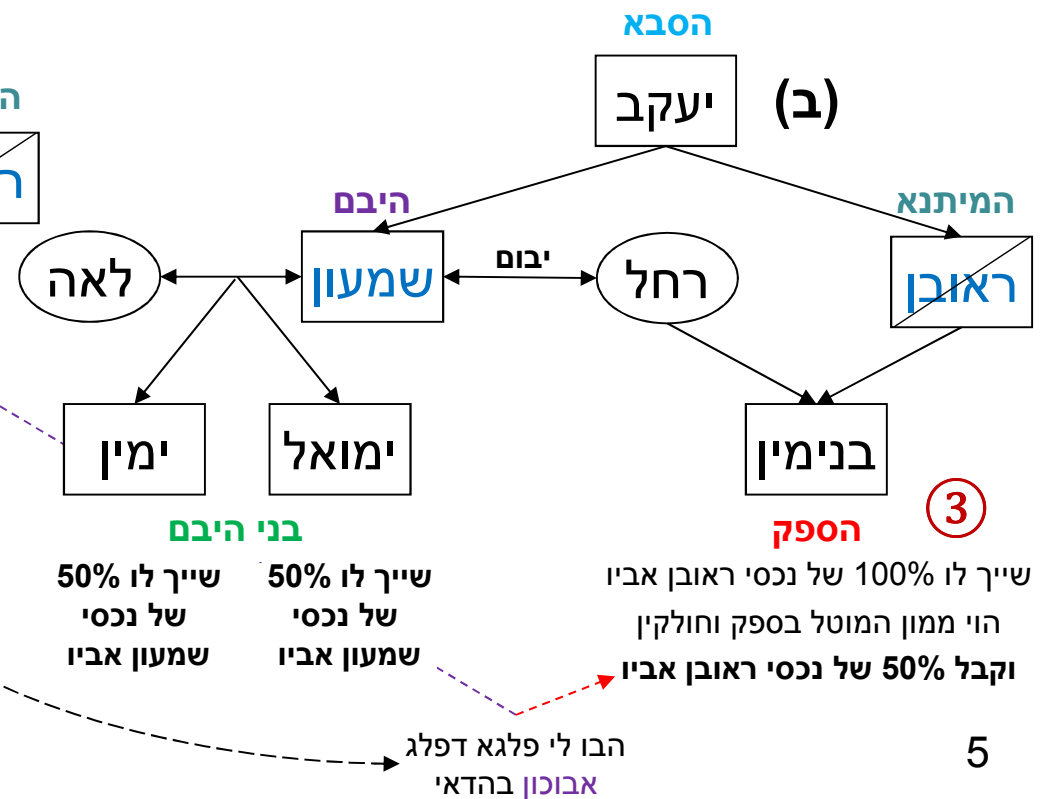 הסבא
יעקב
(ב)
המיתנא
היבם
ראובן
רחל
יבום
שמעון
לאה
בנימין
ימואל
ימין
3
הספק
בני היבם
שייך לו 100% של נכסי ראובן אביו
הוי ממון המוטל בספק וחולקין
וקבל 50% של נכסי ראובן אביו
שייך לו 50%
של נכסי
שמעון אביו
שייך לו 50%
של נכסי
שמעון אביו
הבו לי פלגא דפלג
אבוכון בהדאי
5